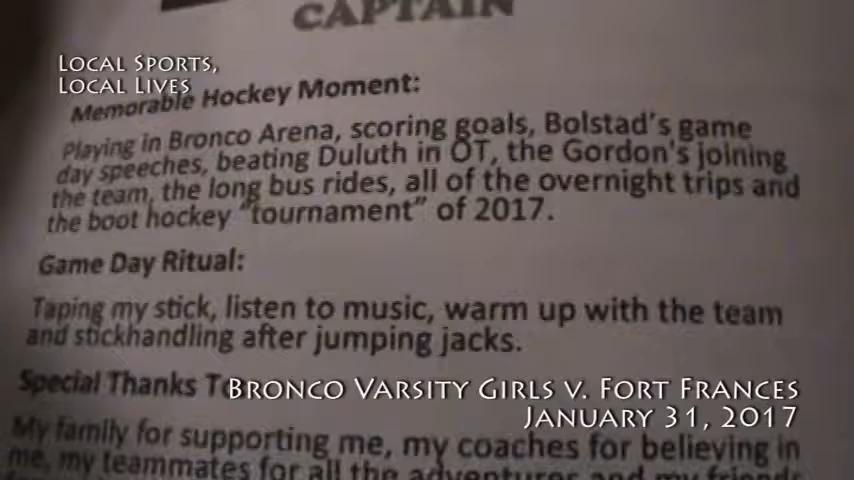 CAPTAIN
Local Sports,
Local Lives
Memorable Hockey Moment:
Playing in Bronco Arena, scoring goals, Bolstad's game
day speeches, beating Duluth in OT, the Gordon's joining
the team, the long bus rides, all of the overnight trips and
the boot hockey "tournament" of 2017.
Game Day Ritual:
Taping my stick, listen to music, warm up with the team
and stickhandling after jumping jacks.
Special Thanks To
Bronco Varsity Girls v. Fort Frances
January 31, 2017
My family for supporting me, my coaches for believing in
me, my teammates for all the adventures and my friends